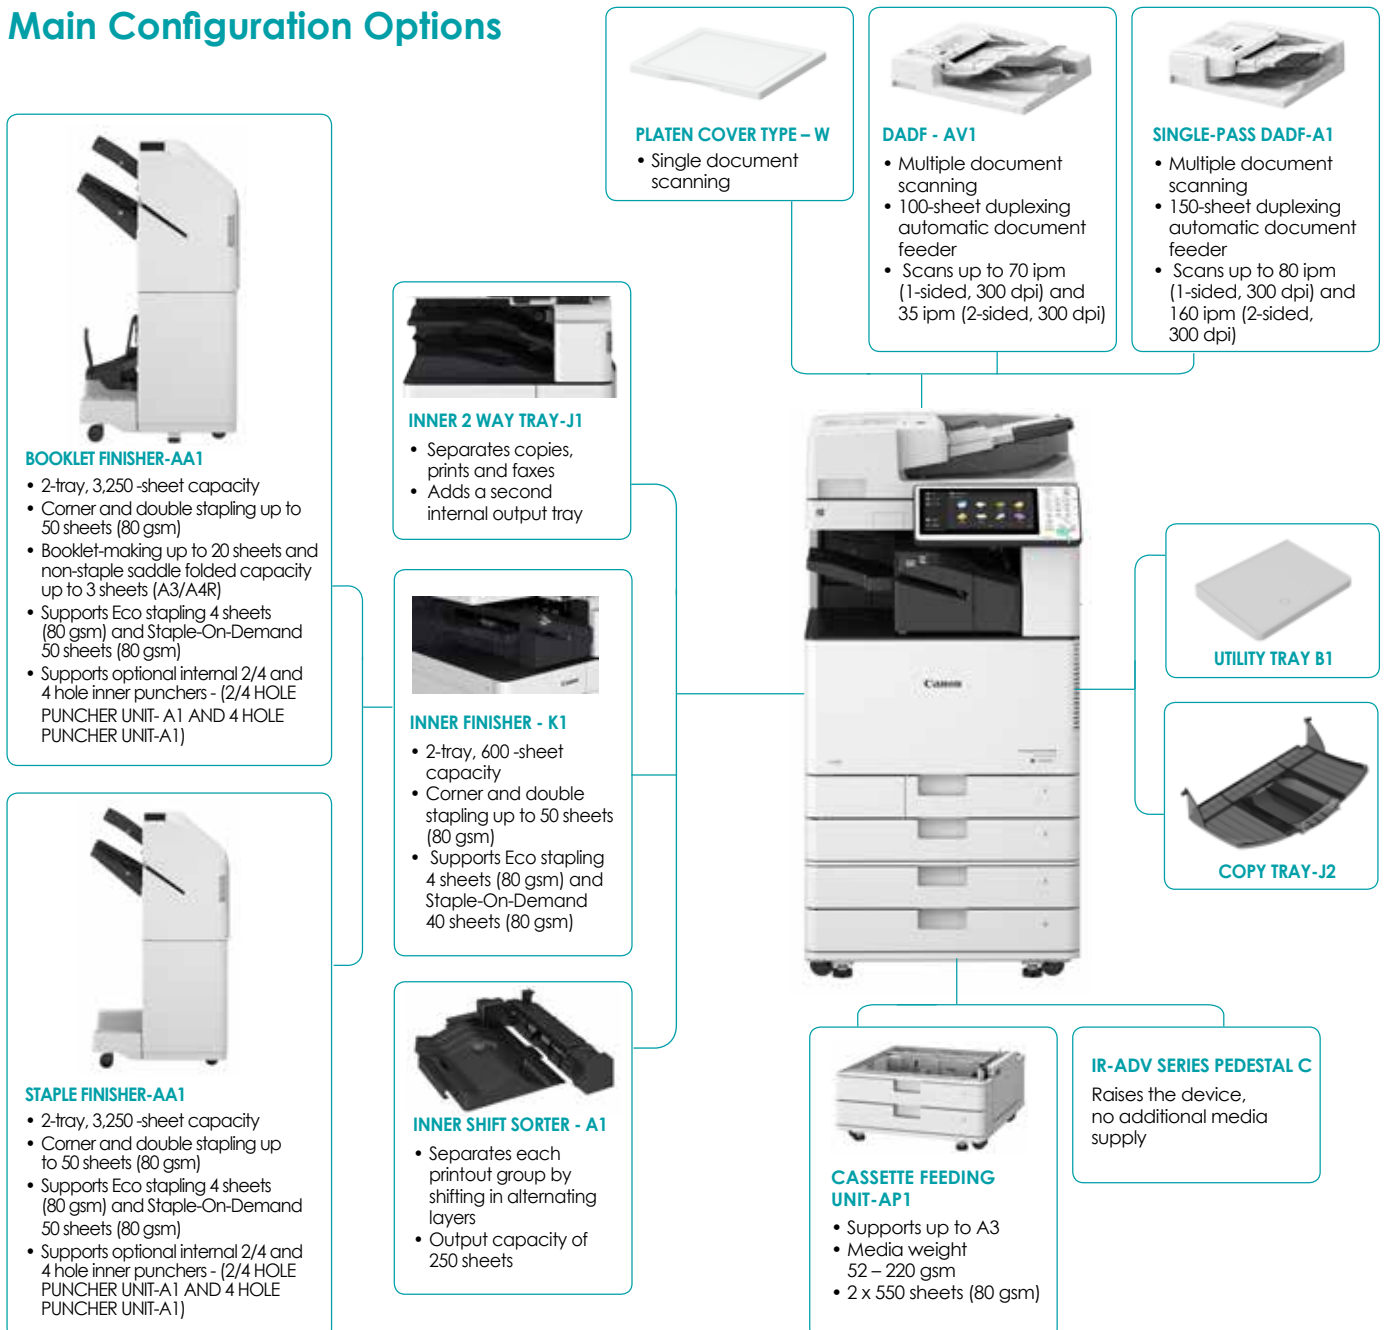 Main Configuration Options
PLATEN COVER TYPE – W
• Single document
scanning
DADF - AV1
• Multiple document
scanning
• 100-sheet duplexing
automatic document
feeder
• Scans up to 70 ipm
(1-sided, 300 dpi) and
35 ipm (2-sided, 300 dpi)
SINGLE-PASS DADF-A1
• Multiple document
scanning
• 150-sheet duplexing
automatic document
feeder
• Scans up to 80 ipm
(1-sided, 300 dpi) and
160 ipm (2-sided,
300 dpi)
BOOKLET FINISHER-AA1
• 2-tray, 3,250 -sheet capacity
• Corner and double stapling up to
50 sheets (80 gsm)
• Booklet-making up to 20 sheets and
non-staple saddle folded capacity
up to 3 sheets (A3/A4R)
• Supports Eco stapling 4 sheets
(80 gsm) and Staple-On-Demand
50 sheets (80 gsm)
• Supports optional internal 2/4 and
4 hole inner punchers - (2/4 HOLE
PUNCHER UNIT- A1 AND 4 HOLE
PUNCHER UNIT-A1)
INNER 2 WAY TRAY-J1
• Separates copies,
prints and faxes
• Adds a second
internal output tray
INNER FINISHER - K1
• 2-tray, 600 -sheet
capacity
• Corner and double
stapling up to 50 sheets
(80 gsm)
• Supports Eco stapling
4 sheets (80 gsm) and
Staple-On-Demand
40 sheets (80 gsm)
Canon
Canon
UTILITY TRAY B1
COPY TRAY-J2
STAPLE FINISHER-AA1
• 2-tray, 3,250 -sheet capacity
• Corner and double stapling up
to 50 sheets (80 gsm)
• Supports Eco stapling 4 sheets
(80 gsm) and Staple-On-Demand
50 sheets (80 gsm)
• Supports optional internal 2/4 and
4 hole inner punchers - (2/4 HOLE
PUNCHER UNIT-A1 AND 4 HOLE
PUNCHER UNIT-A1)
INNER SHIFT SORTER - A1
• Separates each
printout group by
shifting in alternating
layers
• Output capacity of
250 sheets
CASSETTE FEEDING
UNIT-AP1
• Supports up to A3
• Media weight
52 – 220 gsm
• 2 x 550 sheets (80 gsm)
IR-ADV SERIES PEDESTAL C
Raises the device,
no additional media
supply